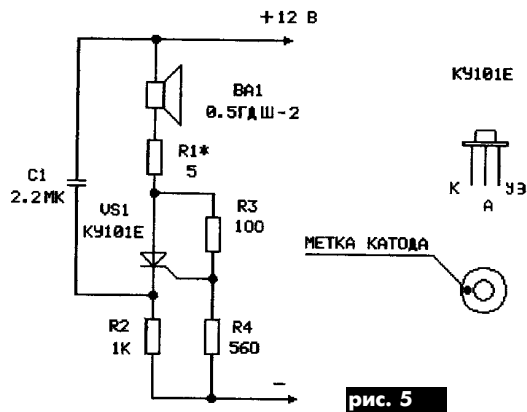 +12 В
КУ101Е
ВА1
0.5ГДШ-2
R1*
5
C1
2.2МК
VS1
КУ101Е
R3
100
К
А
УЭ
МЕТКА КАТОДА
R2
1К
R4
560
-
рис. 5